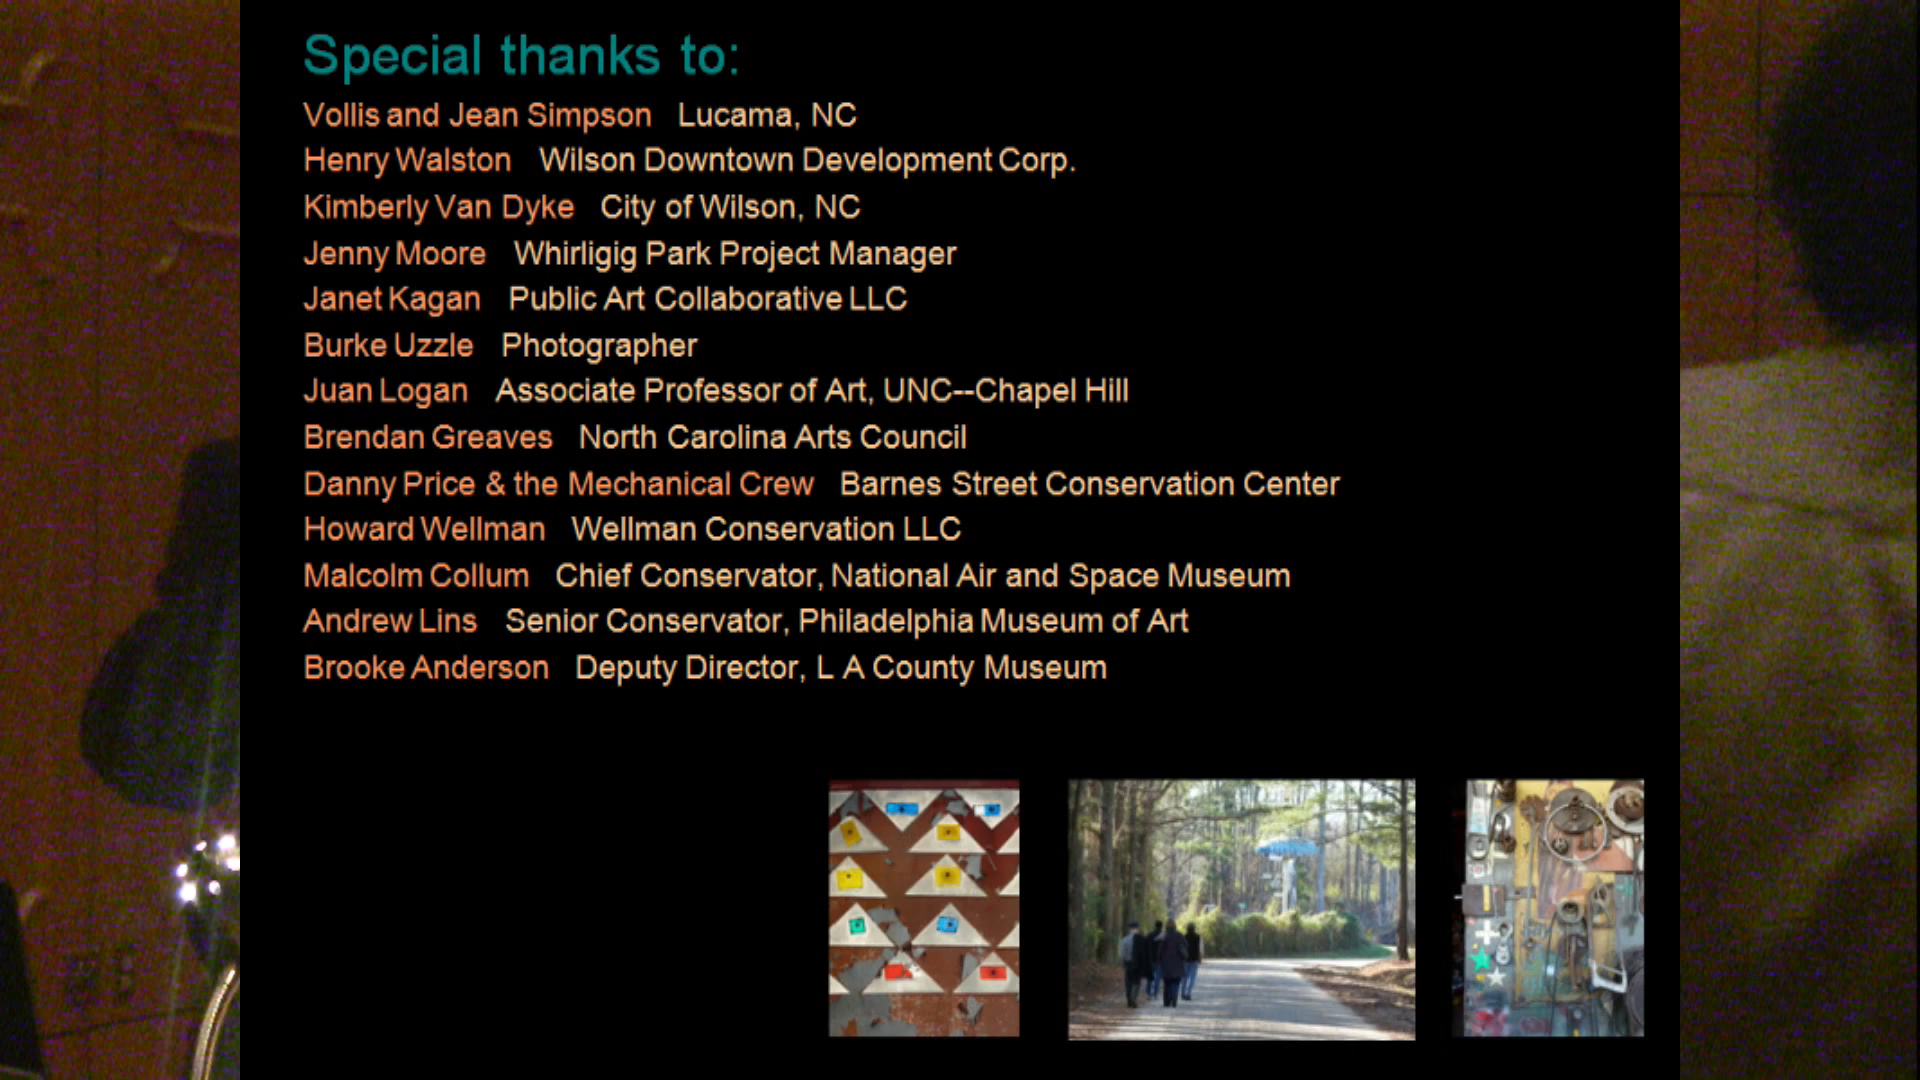 Special thanks to:
Vollis and Jean Simpson Lucama, NC
Henry Walston Wilson Downtown Development Corp.
Kimberly Van Dyke City of Wilson, NC
Jenny Moore Whirligig Park Project Manager
Janet Kagan Public Art Collaborative LLC
Burke Uzzle Photographer
Juan Logan Associate Professor of Art, UNC--Chapel Hill
Brendan Greaves North Carolina Arts Council
Danny Price & the Mechanical Crew Barnes Street Conservation Center
Howard Wellman Wellman Conservation LLC
Malcolm Collum Chief Conservator, National Air and Space Museum
Andrew Lins Senior Conservator, Philadelphia Museum of Art
Brooke Anderson Deputy Director, L A County Museum